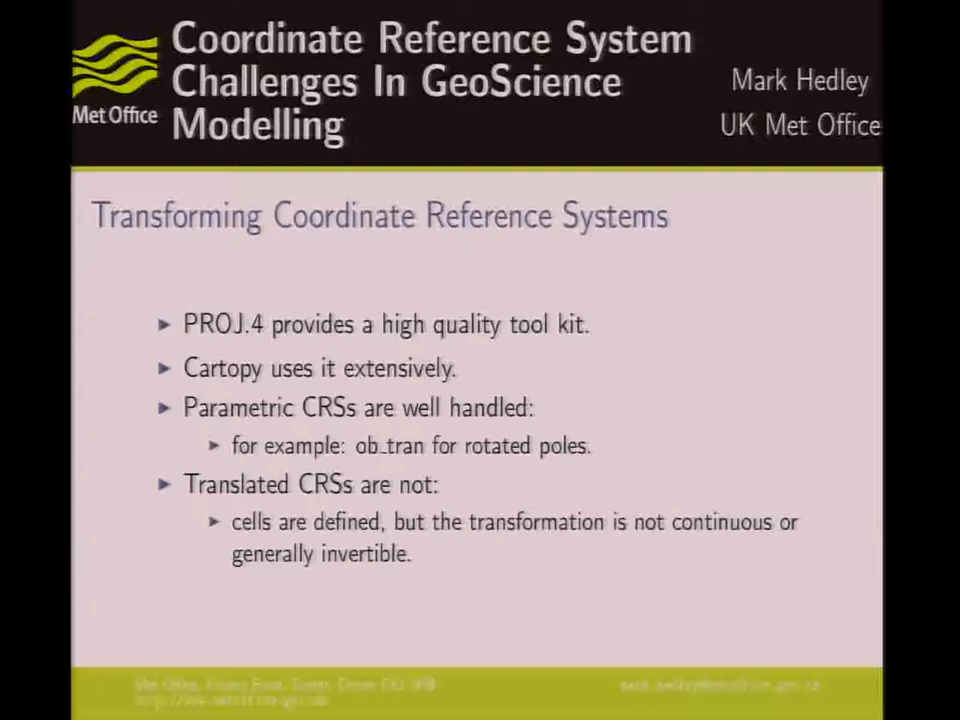 Coordinate Reference System
Challenges In GeoScience
Modelling
Mark Hedley
UK Met Office
Met Office
Transforming Coordinate Reference Systems
▸ PROJ.4 provides a high quality tool kit.
▸ Cartopy uses it extensively.
▸ Parametric CRSs are well handled:
▸ for example: ob_tran for rotated poles.
▸ Translated CRSs are not:
▸ cells are defined, but the transformation is not continuous or
generally invertible.